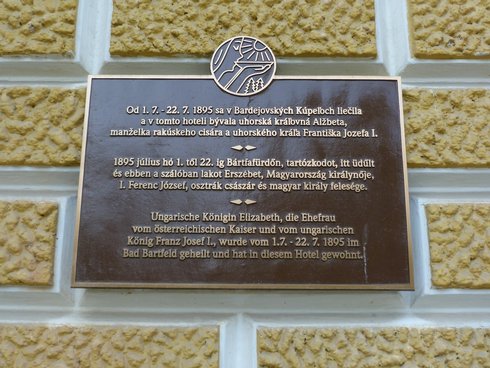 Od 1. 7. - 22. 7. 1895 sa v Bardejovských Kúpeľoch liečila
a v tomto hoteli bývala uhorská kráľovná Alžbeta,
manželka rakúskeho cisára a uhorského kráľa Františka Jozefa I.
1895 július hó 1. től 22. ig Bártfafürdőn, tartózkodott, itt üdült
és ebben a szálóban lakott Erszébet, Magyarország királynője,
I. Ferenc József, osztrák császár és magyar király felesége.
Ungarische Königin Elizabeth, die Ehefrau
vom österreichischen Kaiser und vom ungarischen
König Franz Josef I., wurde vom 1.7. - 22. 7. 1895 im
Bad Bartfeld geheilt und hat in diesem Hotel gewohnt.